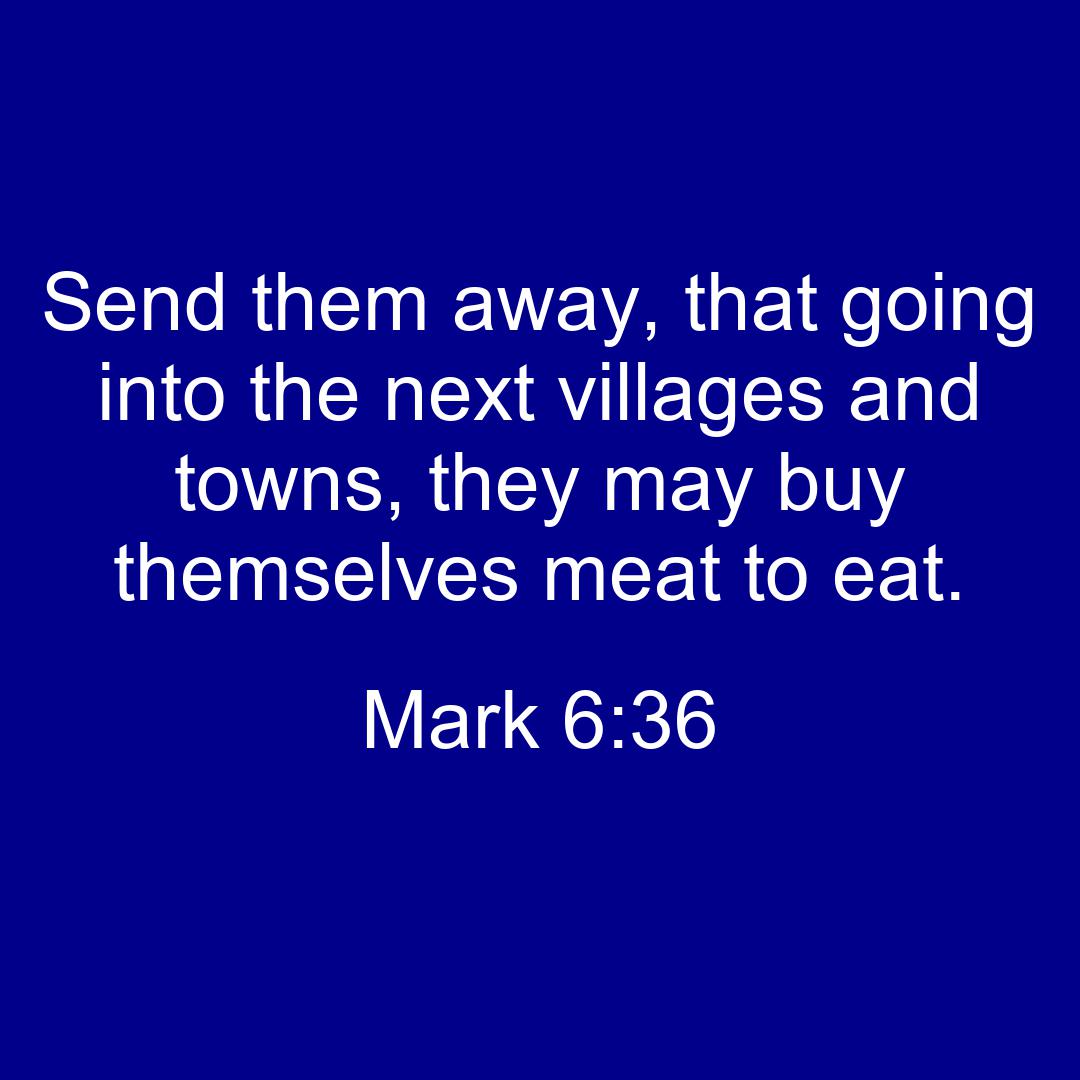 Send them away, that going
into the next villages and
towns, they may buy
themselves meat to eat.
Mark 6:36